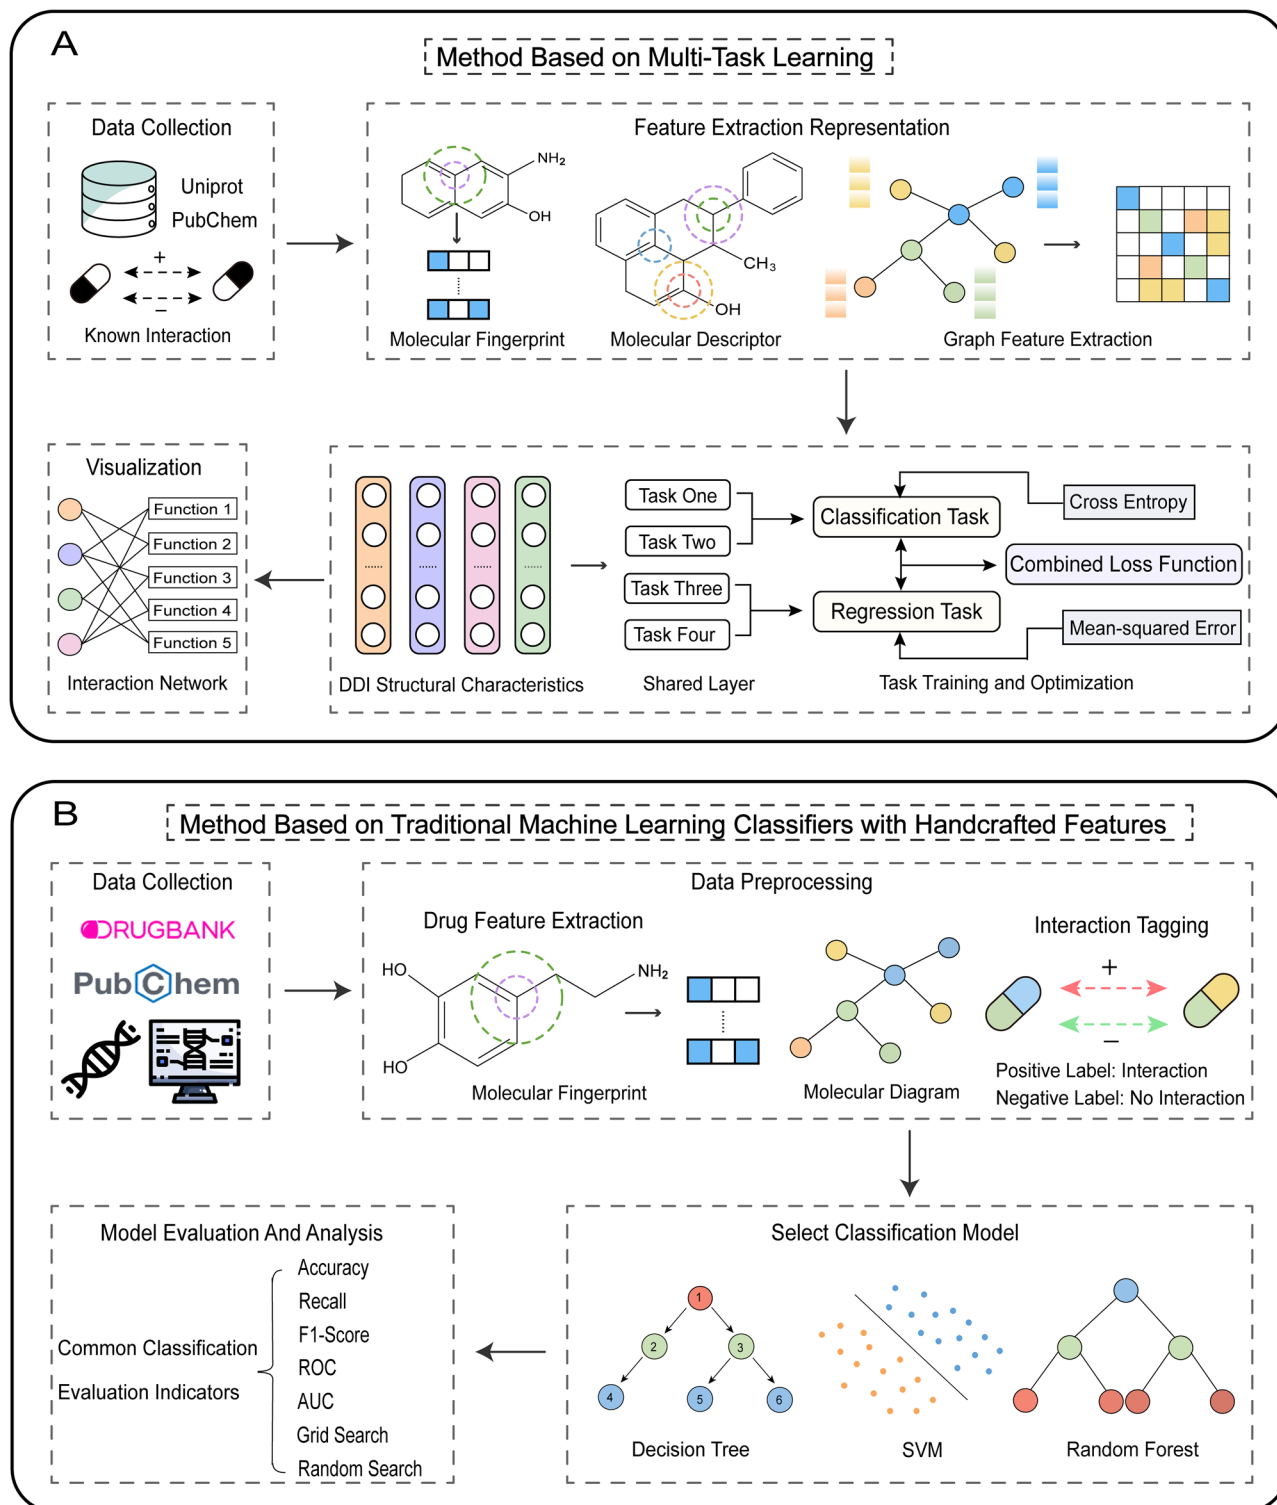 A
Method Based on Multi-Task Learning
Data Collection
Uniprot
PubChem
+
−
Known Interaction
Feature Extraction Representation
NH₂
OH
Molecular Fingerprint
CH₃
OH
Molecular Descriptor
Graph Feature Extraction
Visualization
Function 1
Function 2
Function 3
Function 4
Function 5
Interaction Network
DDI Structural Characteristics
Task One
Task Two
Task Three
Task Four
Shared Layer
Classification Task
Regression Task
Cross Entropy
Combined Loss Function
Mean-squared Error
Task Training and Optimization
B
Method Based on Traditional Machine Learning Classifiers with Handcrafted Features
Data Collection
DRUGBANK
PubChem
Data Preprocessing
Drug Feature Extraction
HO
HO
NH₂
Molecular Fingerprint
Molecular Diagram
Interaction Tagging
+
−
Positive Label: Interaction
Negative Label: No Interaction
Model Evaluation And Analysis
Common Classification
Evaluation Indicators
Accuracy
Recall
F1-Score
ROC
AUC
Grid Search
Random Search
Select Classification Model
1
2
3
4
5
6
Decision Tree
SVM
Random Forest